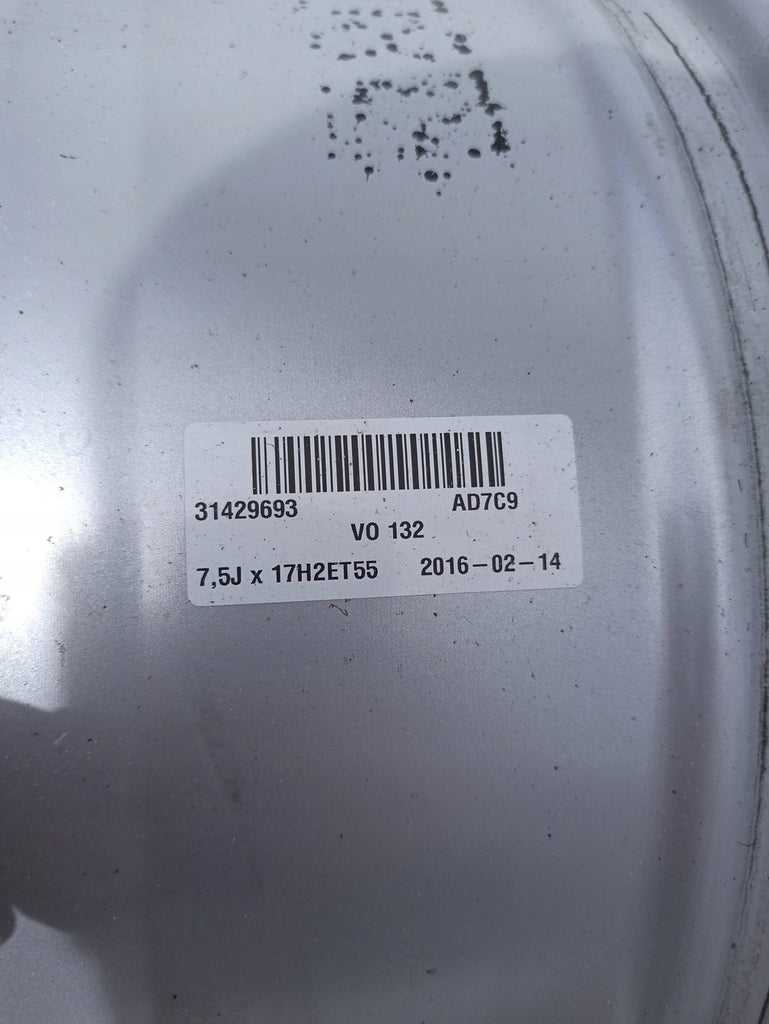 31429693 AD7C9
VO 132
7,5J x 17H2ET55 2016-02-14